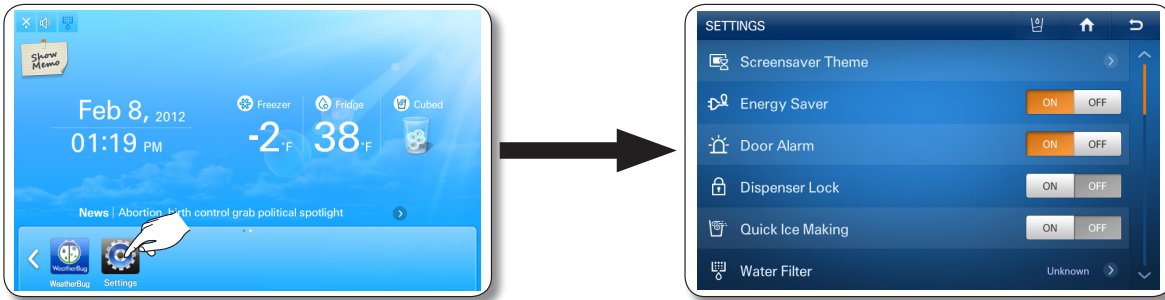 Show
Memo
Feb 8, 2012
01:19 PM
Freezer
-2°F
Fridge
38°F
Cubed
News | Abortion, birth control grab political spotlight
WeatherBug
WeatherBug
Settings
SETTINGS
Screensaver Theme
Energy Saver ON OFF
Door Alarm ON OFF
Dispenser Lock ON OFF
Quick Ice Making ON OFF
Water Filter Unknown